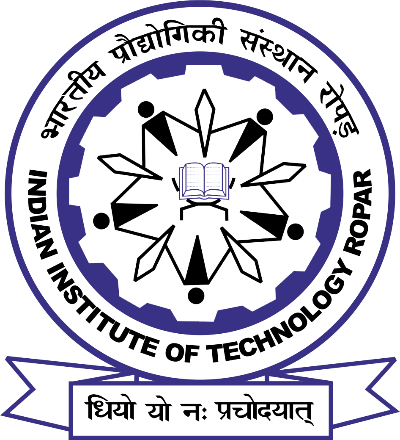 भारतीय प्रौद्योगिकी संस्थान रोपड़
INDIAN INSTITUTE OF TECHNOLOGY ROPAR
धियो यो नः प्रचोदयात्